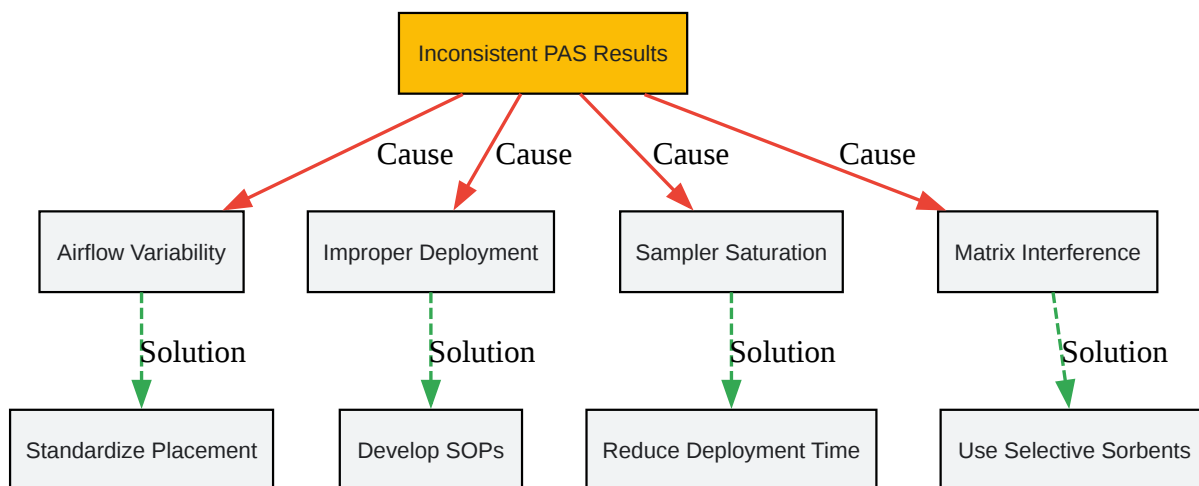 Inconsistent PAS Results
Cause Cause Cause Cause
Airflow Variability Improper Deployment Sampler Saturation Matrix Interference
Solution Solution Solution Solution
Standardize Placement Develop SOPs Reduce Deployment Time Use Selective Sorbents